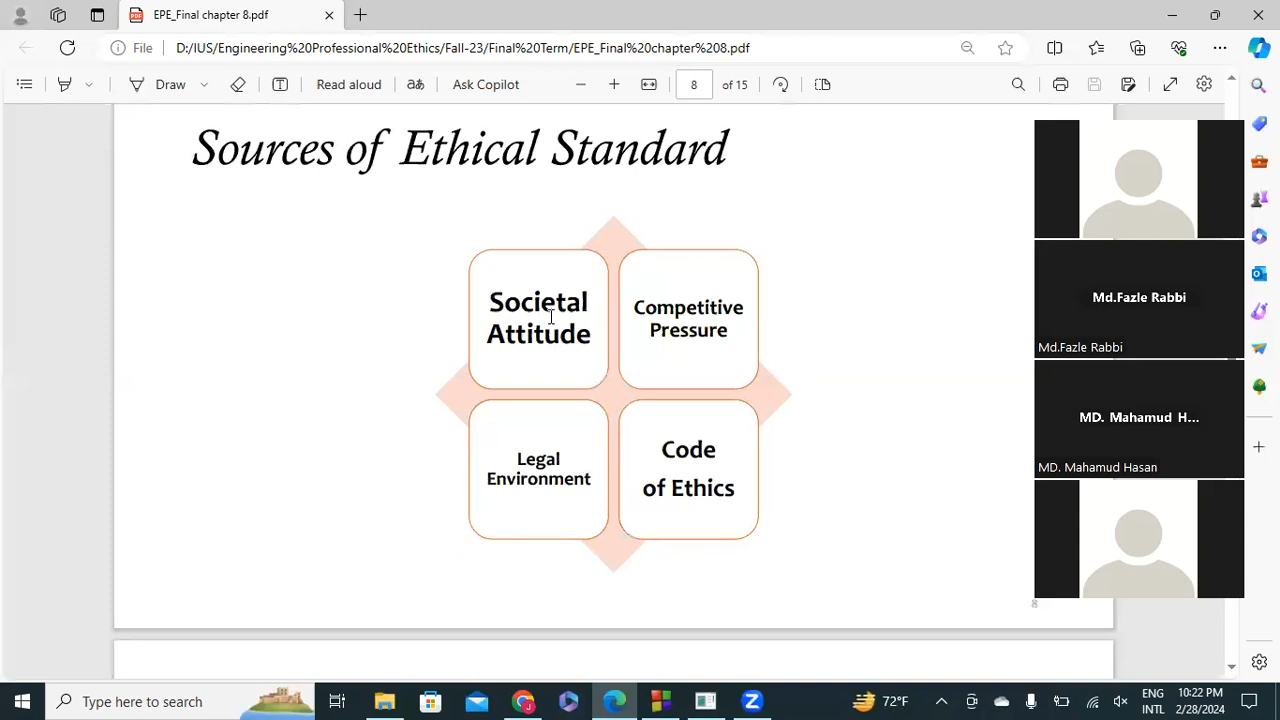 EPE_Final chapter 8.pdf
File
D:/IUS/Engineering%20Professional%20Ethics/Fall-23/Final%20Term/EPE_Final%20chapter%208.pdf
Draw
Read aloud
Ask Copilot
8
of 15
Sources of Ethical Standard
Societal
Attitude
Competitive
Pressure
Legal
Environment
Code
of Ethics
8
Md.Fazle Rabbi
Md.Fazle Rabbi
MD. Mahamud H...
MD. Mahamud Hasan
Type here to search
72°F
ENG
INTL
10:22 PM
2/28/2024